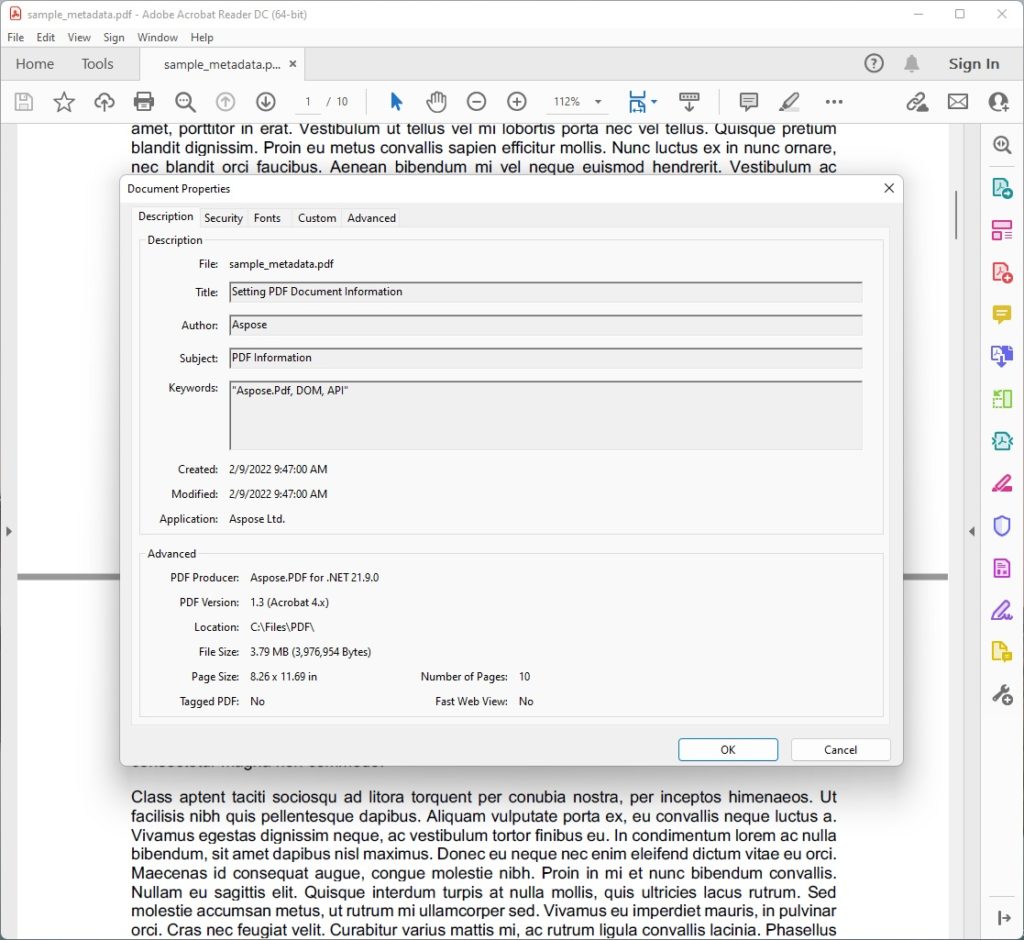 sample_metadata.pdf - Adobe Acrobat Reader DC (64-bit)
File Edit View Sign Window Help
Home Tools sample_metadata.p... × Sign In
1 / 10 112%
amet, porttitor in erat. Vestibulum ut tellus vel mi lobortis porta nec vel tellus. Quisque pretium
blandit dignissim. Proin eu metus convallis sapien efficitur mollis. Nunc luctus ex in nunc ornare,
nec blandit orci faucibus. Aenean bibendum mi vel neque euismod hendrerit. Vestibulum ac
Document Properties
Description Security Fonts Custom Advanced
Description
File: sample_metadata.pdf
Title: Setting PDF Document Information
Author: Aspose
Subject: PDF Information
Keywords: "Aspose.Pdf, DOM, API"
Created: 2/9/2022 9:47:00 AM
Modified: 2/9/2022 9:47:00 AM
Application: Aspose Ltd.
Advanced
PDF Producer: Aspose.PDF for .NET 21.9.0
PDF Version: 1.3 (Acrobat 4.x)
Location: C:\Files\PDF\
File Size: 3.79 MB (3,976,954 Bytes)
Page Size: 8.26 x 11.69 in Number of Pages: 10
Tagged PDF: No Fast Web View: No
OK Cancel
Class aptent taciti sociosqu ad litora torquent per conubia nostra, per inceptos himenaeos. Ut
facilisis nibh quis pellentesque dapibus. Aliquam vulputate porta ex, eu convallis neque luctus a.
Vivamus egestas dignissim neque, ac vestibulum tortor finibus eu. In condimentum lorem ac nulla
bibendum, sit amet dapibus nisl maximus. Donec eu neque nec enim eleifend dictum vitae eu orci.
Maecenas id consequat augue, congue molestie nibh. Proin in mi et nunc bibendum convallis.
Nullam eu sagittis elit. Quisque interdum turpis at nulla mollis, quis ultricies lacus rutrum. Sed
molestie accumsan metus, ut rutrum mi ullamcorper sed. Vivamus eu imperdiet mauris, in pulvinar
orci. Cras nec feugiat velit. Curabitur varius mattis mi, ac rutrum ligula convallis lacinia. Phasellus